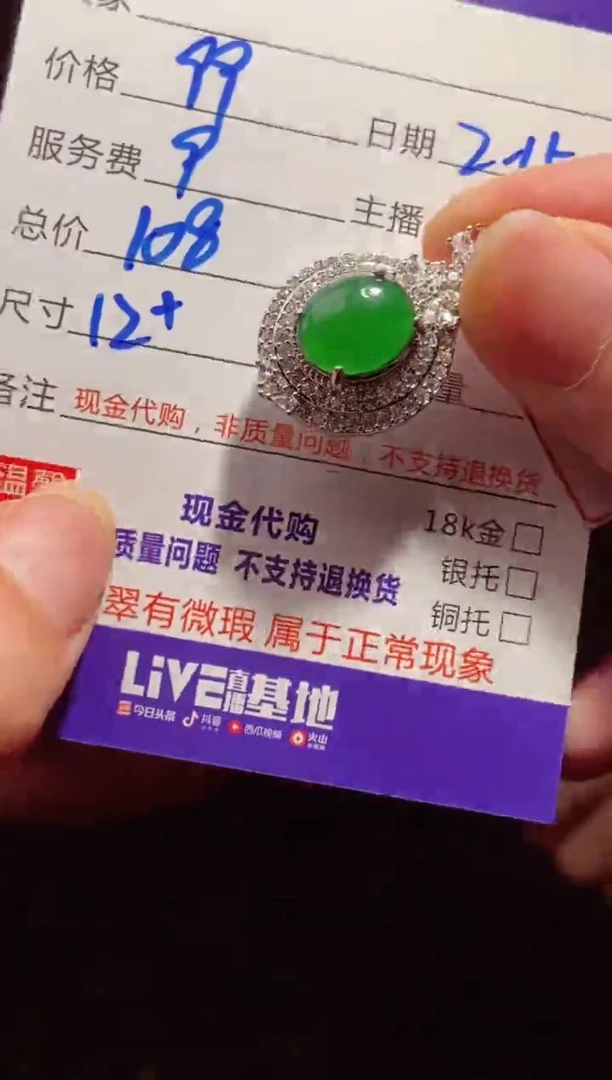 价格 99
日期 2-15
服务费 9
主播
总价 108
尺寸 12+
量
备注 现金代购，非质量问题，不支持退换货
现金代购
18k金
质量问题 不支持退换货
银托
铜托
翠有微瑕 属于正常现象
LiVE直播基地
今日头条 抖音 西瓜视频 火山